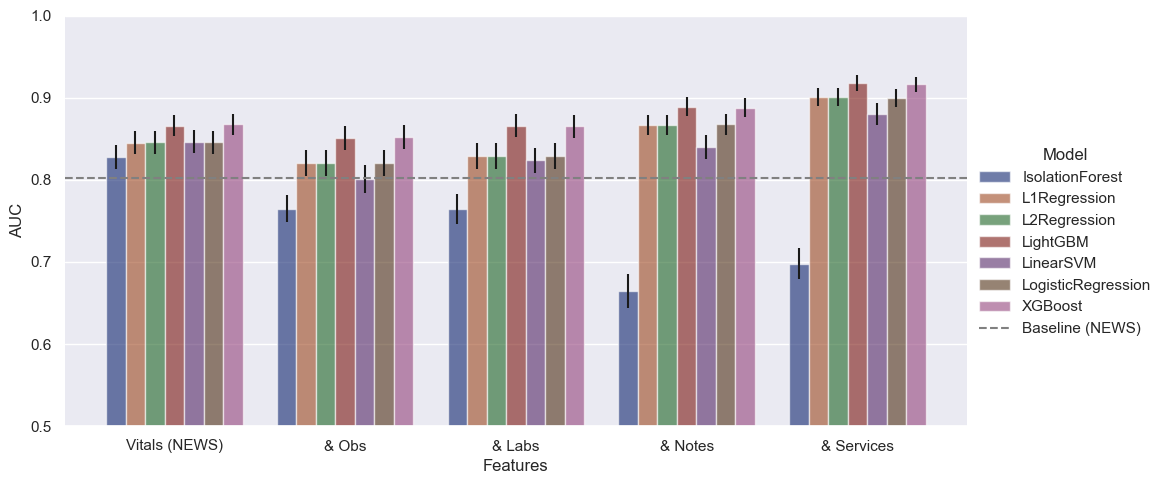 1.0
0.9
0.8
0.7
0.6
0.5
AUC
Vitals (NEWS)
& Obs
& Labs
& Notes
& Services
Features
Model
IsolationForest
L1Regression
L2Regression
LightGBM
LinearSVM
LogisticRegression
XGBoost
Baseline (NEWS)